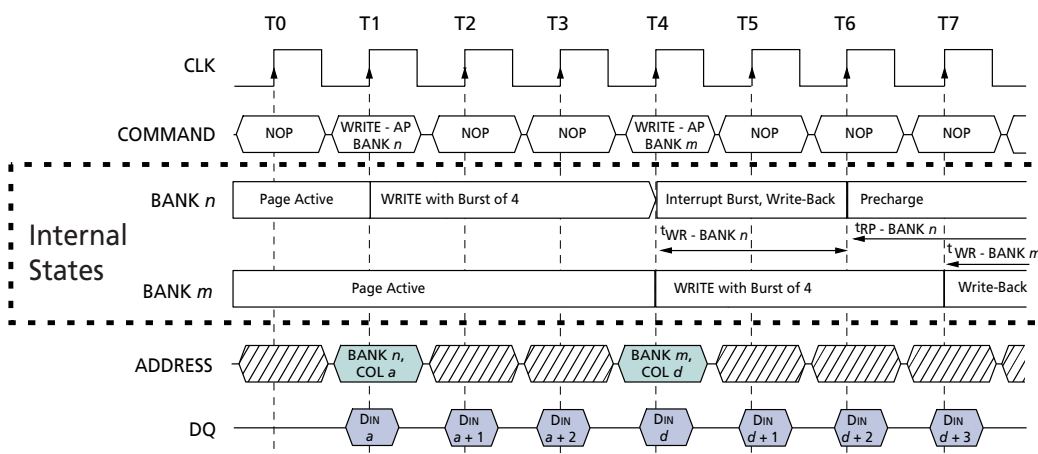 T0 T1 T2 T3 T4 T5 T6 T7
CLK
COMMAND NOP WRITE - AP BANK n NOP NOP WRITE - AP BANK m NOP NOP NOP
BANK n Page Active WRITE with Burst of 4 Interrupt Burst, Write-Back Precharge
tWR - BANK n tRP - BANK n
tWR - BANK m
Internal
States
BANK m Page Active WRITE with Burst of 4 Write-Back
ADDRESS BANK n, COL a BANK m, COL d
DQ DIN a DIN a + 1 DIN a + 2 DIN d DIN d + 1 DIN d + 2 DIN d + 3